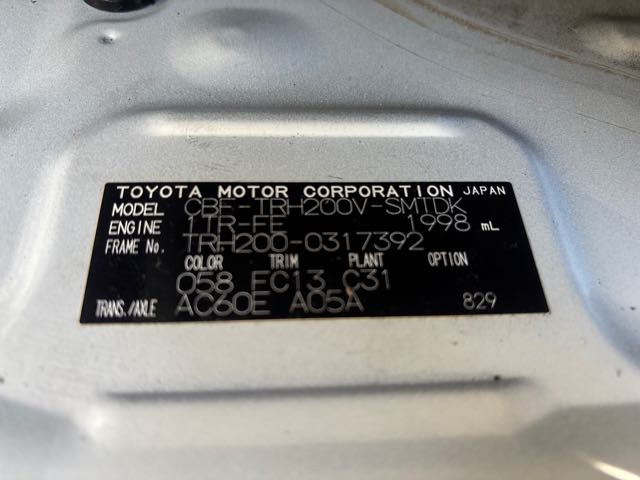 TOYOTA MOTOR CORPORATION JAPAN
MODEL CBF-TRH200V-SMTDK
ENGINE 1TR-FE 1998 mL
FRAME No. TRH200-0317392
COLOR TRIM PLANT OPTION
058 FC13 C31
TRANS./AXLE AC60E A05A 829